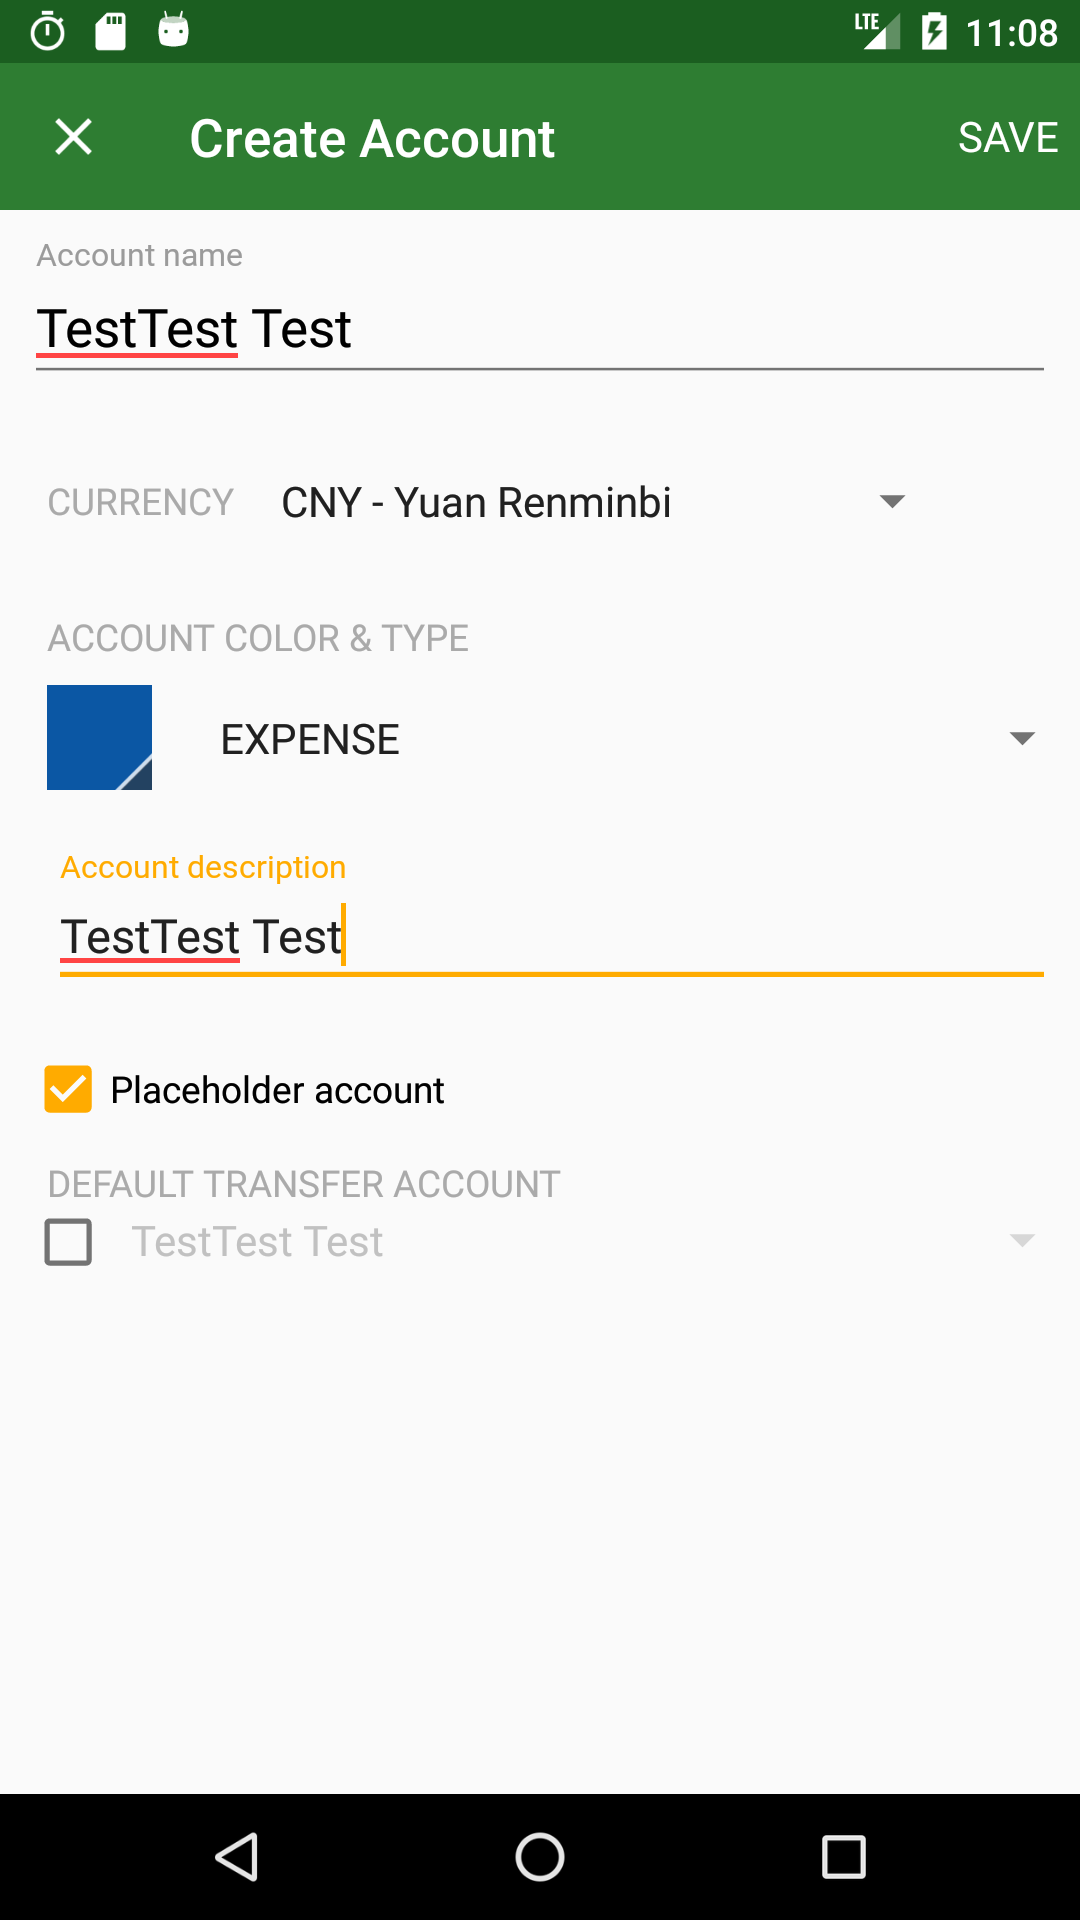 LTE 11:08
Create Account SAVE
Account name
TestTest Test
CURRENCY CNY - Yuan Renminbi
ACCOUNT COLOR & TYPE
EXPENSE
Account description
TestTest Test
Placeholder account
DEFAULT TRANSFER ACCOUNT
TestTest Test